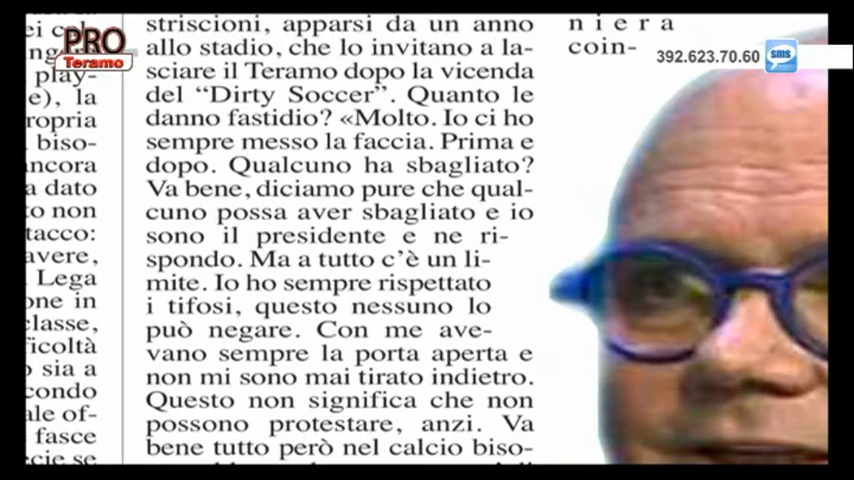 PRO
Teramo
392.623.70.60
sms
play-
e), la
biso-
ancora
a dato
non
tacco:
avere,
Lega
one in
classe,
ficoltà
sia a
condo
ale of-
fasce
cie se
striscioni, apparsi da un anno
allo stadio, che lo invitano a la-
sciare il Teramo dopo la vicenda
del “Dirty Soccer”. Quanto le
danno fastidio? «Molto. Io ci ho
sempre messo la faccia. Prima e
dopo. Qualcuno ha sbagliato?
Va bene, diciamo pure che qual-
cuno possa aver sbagliato e io
sono il presidente e ne ri-
spondo. Ma a tutto c’è un li-
mite. Io ho sempre rispettato
i tifosi, questo nessuno lo
può negare. Con me ave-
vano sempre la porta aperta e
non mi sono mai tirato indietro.
Questo non significa che non
possono protestare, anzi. Va
bene tutto però nel calcio biso-
niera
coin-